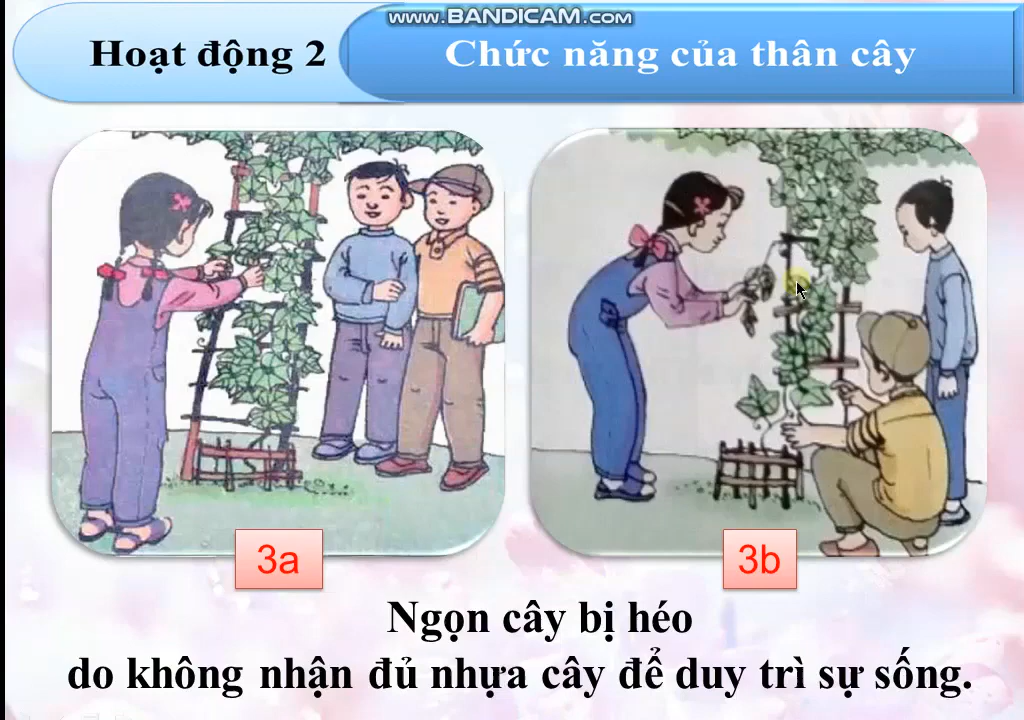 www.BANDICAM.com
Hoạt động 2
Chức năng của thân cây
3a
3b
Ngọn cây bị héo
do không nhận đủ nhựa cây để duy trì sự sống.